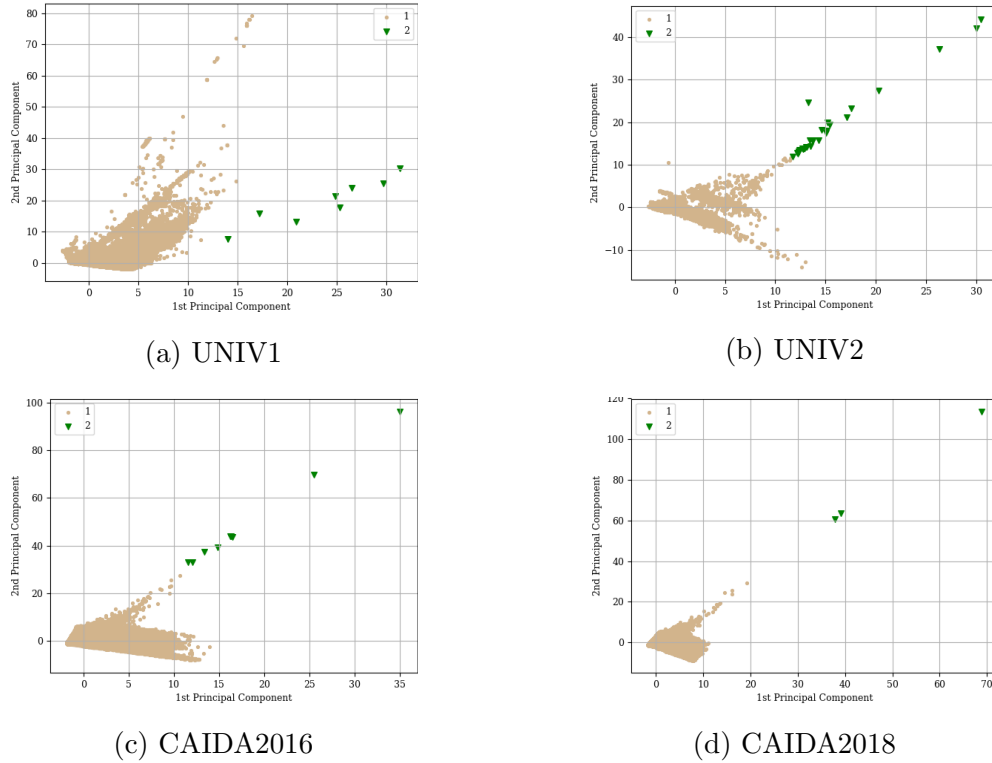 80
70
60
50
40
30
20
10
0
2nd Principal Component
0 5 10 15 20 25 30
1st Principal Component
1
2
(a) UNIV1
40
30
20
10
0
−10
2nd Principal Component
0 5 10 15 20 25 30
1st Principal Component
1
2
(b) UNIV2
100
80
60
40
20
0
2nd Principal Component
0 5 10 15 20 25 30 35
1st Principal Component
1
2
(c) CAIDA2016
120
100
80
60
40
20
0
2nd Principal Component
0 10 20 30 40 50 60 70
1st Principal Component
1
2
(d) CAIDA2018